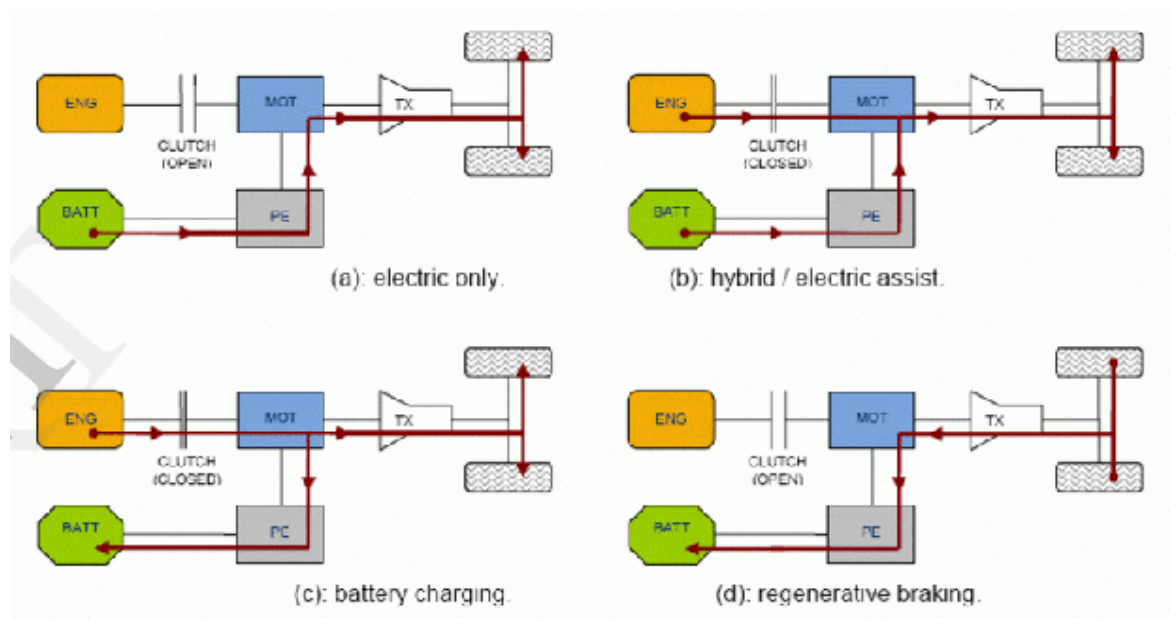 ENG
MOT
TX
CLUTCH
(OPEN)
BATT
PE
(a): electric only.
ENG
MOT
TX
CLUTCH
(CLOSED)
BATT
PE
(b): hybrid / electric assist.
ENG
MOT
TX
CLUTCH
(CLOSED)
BATT
PE
(c): battery charging.
ENG
MOT
TX
CLUTCH
(OPEN)
BATT
PE
(d): regenerative braking.